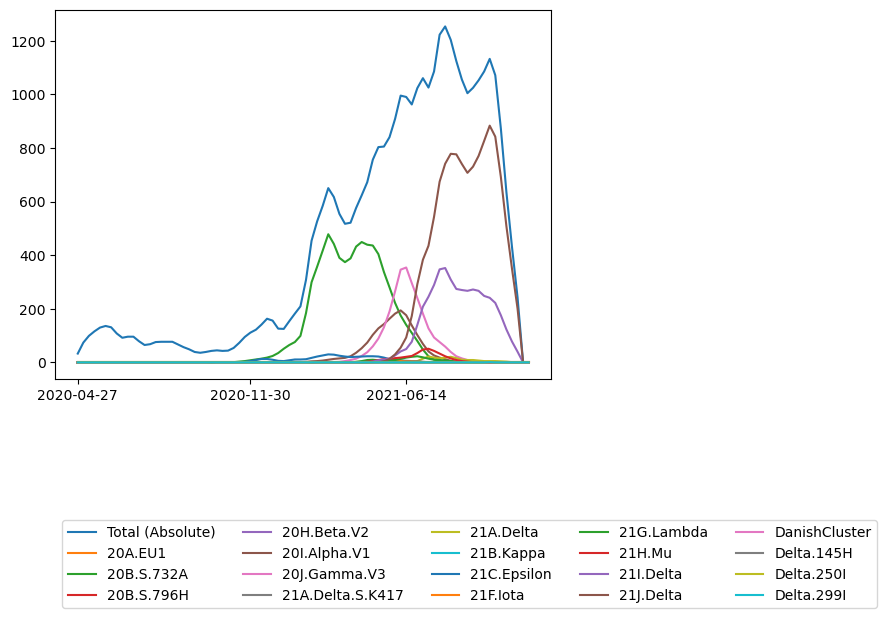 1200
1000
800
600
400
200
0
2020-04-27 2020-11-30 2021-06-14
Total (Absolute) 20H.Beta.V2 21A.Delta 21G.Lambda DanishCluster
20A.EU1 20I.Alpha.V1 21B.Kappa 21H.Mu Delta.145H
20B.S.732A 20J.Gamma.V3 21C.Epsilon 21I.Delta Delta.250I
20B.S.796H 21A.Delta.S.K417 21F.Iota 21J.Delta Delta.299I